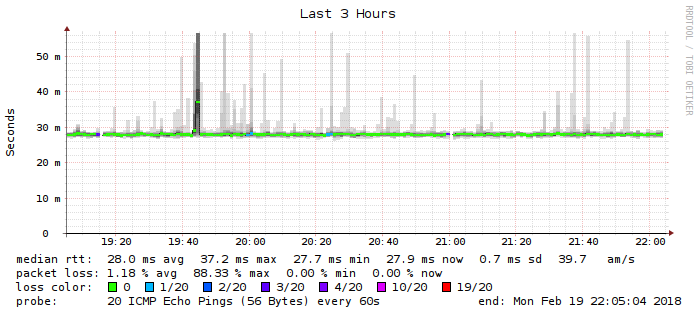 Last 3 Hours
RRDTOOL / TOBI OETIKER
Seconds
50 m
40 m
30 m
20 m
10 m
0
19:20 19:40 20:00 20:20 20:40 21:00 21:20 21:40 22:00
median rtt: 28.0 ms avg 37.2 ms max 27.7 ms min 27.9 ms now 0.7 ms sd 39.7 am/s
packet loss: 1.18 % avg 88.33 % max 0.00 % min 0.00 % now
loss color: 0 1/20 2/20 3/20 4/20 10/20 19/20
probe: 20 ICMP Echo Pings (56 Bytes) every 60s end: Mon Feb 19 22:05:04 2018